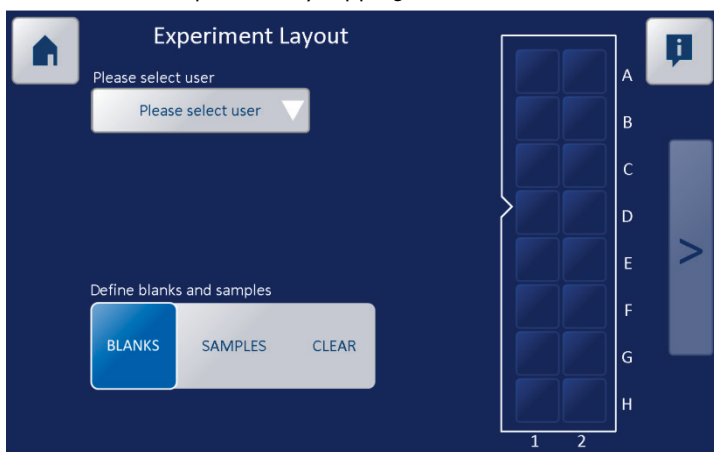 Experiment Layout
Please select user
Please select user
Define blanks and samples
BLANKS SAMPLES CLEAR
A
B
C
D
E
F
G
H
1 2
i
>